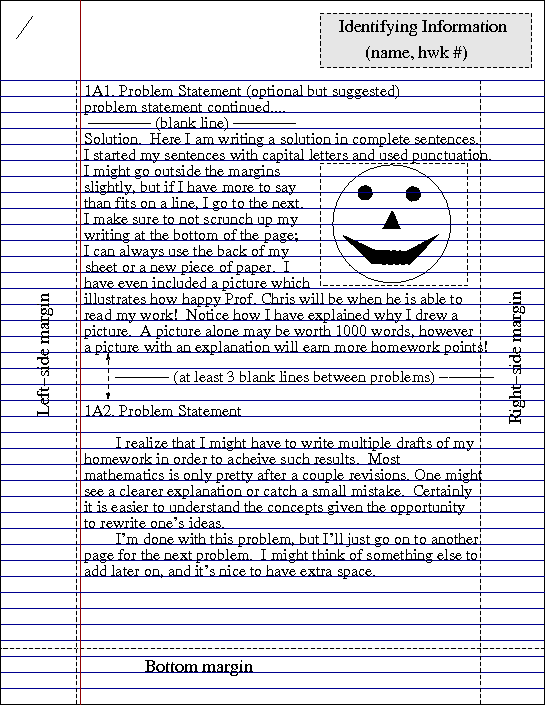 Identifying Information
(name, hwk #)
1A1. Problem Statement (optional but suggested)
problem statement continued....
(blank line)
Solution.  Here I am writing a solution in complete sentences.
I started my sentences with capital letters and used punctuation.
I might go outside the margins
slightly, but if I have more to say
than fits on a line, I go to the next.
I make sure to not scrunch up my
writing at the bottom of the page;
I can always use the back of my
sheet or a new piece of paper.  I
have even included a picture which
illustrates how happy Prof. Chris will be when he is able to
read my work!  Notice how I have explained why I drew a
picture.  A picture alone may be worth 1000 words, however
a picture with an explanation will earn more homework points!
(at least 3 blank lines between problems)
Left-side margin
Right-side margin
1A2. Problem Statement
I realize that I might have to write multiple drafts of my
homework in order to acheive such results.  Most
mathematics is only pretty after a couple revisions. One might
see a clearer explanation or catch a small mistake.  Certainly
it is easier to understand the concepts given the opportunity
to rewrite one's ideas.
I'm done with this problem, but I'll just go on to another
page for the next problem.  I might think of something else to
add later on, and it's nice to have extra space.
Bottom margin